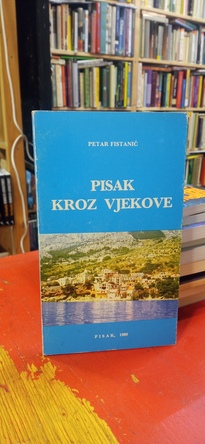 PETAR FISTANIĆ
PISAK
KROZ VJEKOVE
PISAK, 1989